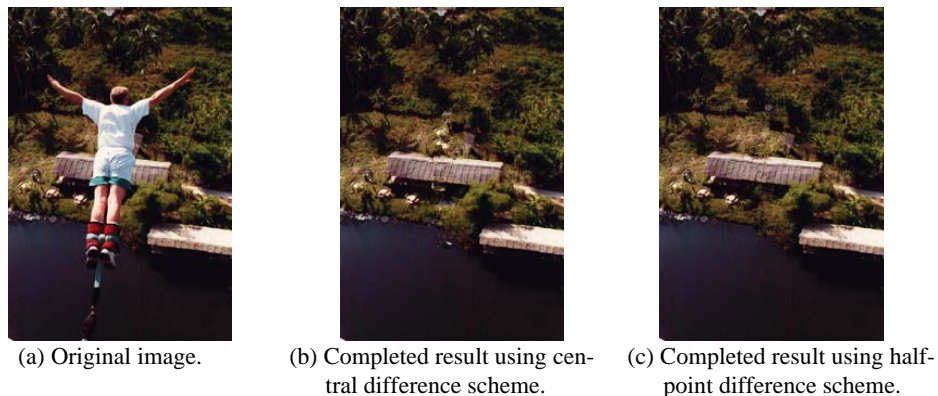 (a) Original image.
(b) Completed result using cen-
tral difference scheme.
(c) Completed result using half-
point difference scheme.